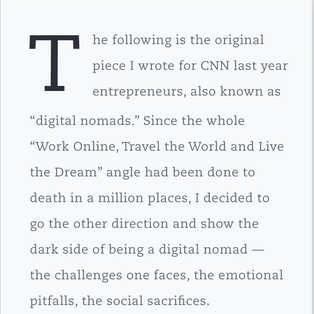 The following is the original
piece I wrote for CNN last year
entrepreneurs, also known as
“digital nomads.” Since the whole
“Work Online, Travel the World and Live
the Dream” angle had been done to
death in a million places, I decided to
go the other direction and show the
dark side of being a digital nomad —
the challenges one faces, the emotional
pitfalls, the social sacrifices.